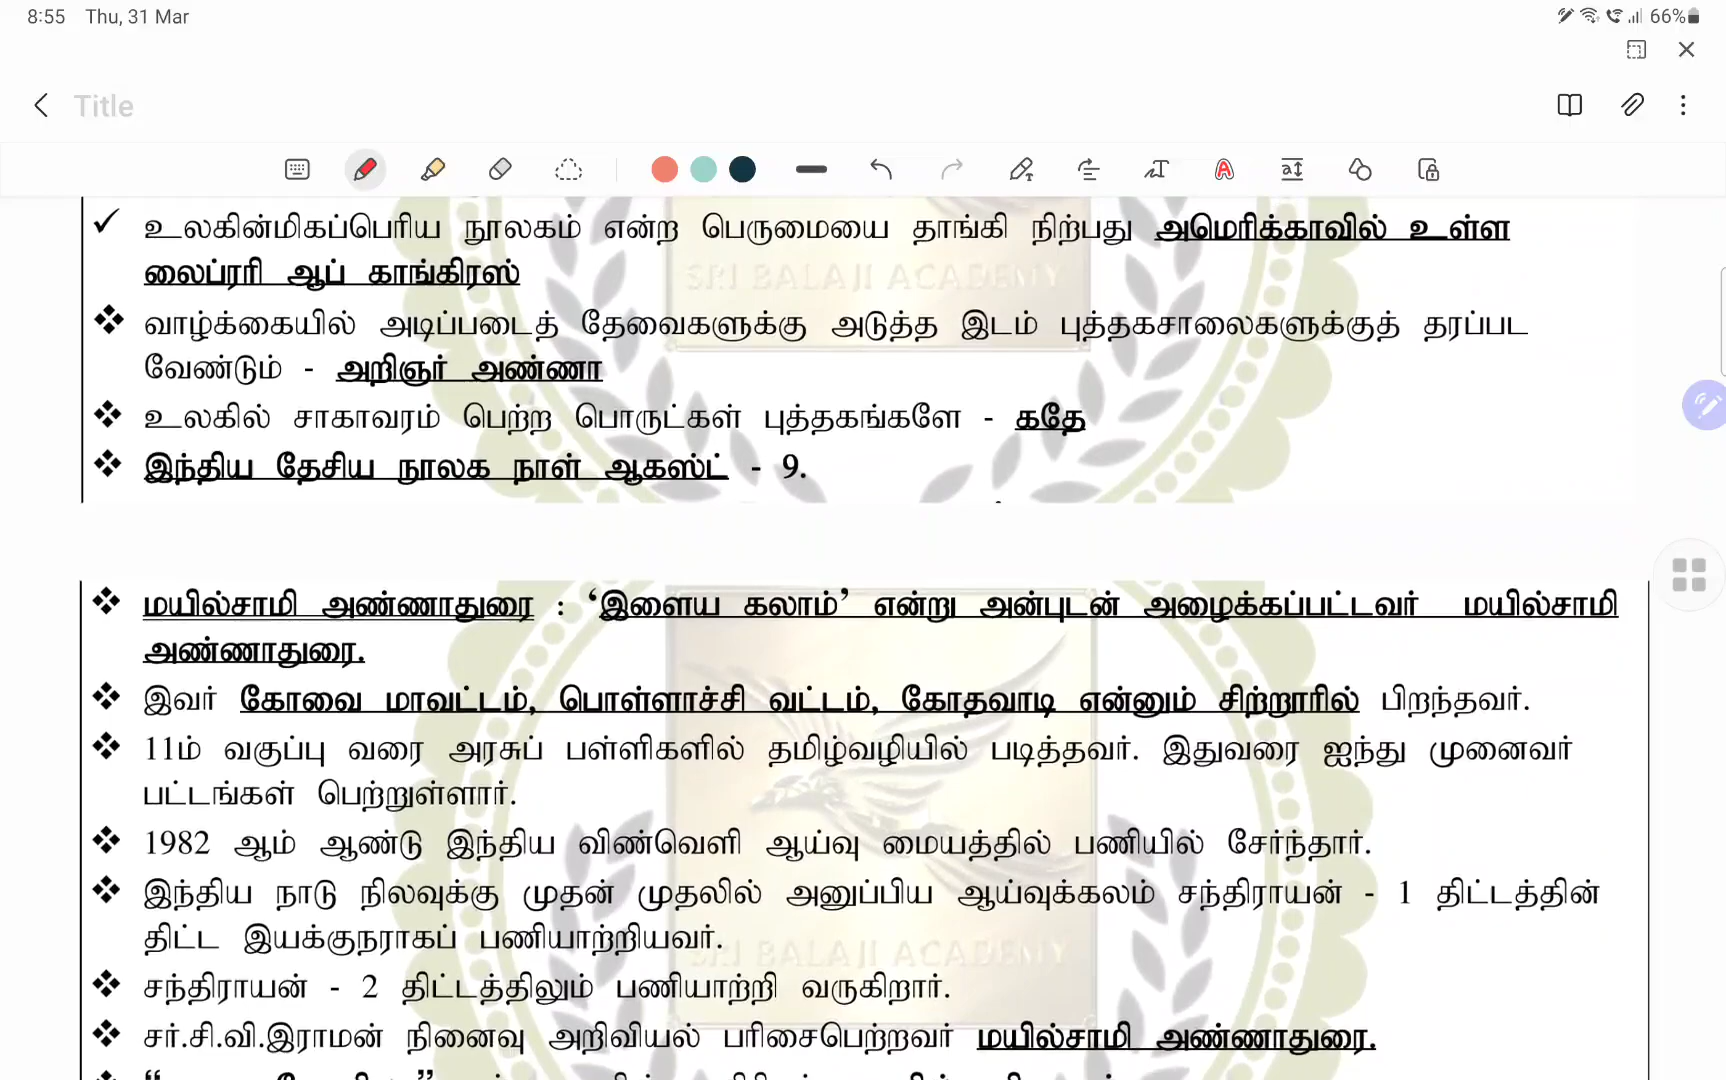 8:55 Thu, 31 Mar 66%
Title
✓ உலகின்மிகப்பெரிய நூலகம் என்ற பெருமையை தாங்கி நிற்பது அமெரிக்காவில் உள்ள
லைப்ரரி ஆப் காங்கிரஸ்
SRI BALAJI ACADEMY
❖ வாழ்க்கையில் அடிப்படைத் தேவைகளுக்கு அடுத்த இடம் புத்தகசாலைகளுக்குத் தரப்பட
வேண்டும் - அறிஞர் அண்ணா
❖ உலகில் சாகாவரம் பெற்ற பொருட்கள் புத்தகங்களே - கதே
❖ இந்திய தேசிய நூலக நாள் ஆகஸ்ட் - 9.
❖ மயில்சாமி அண்ணாதுரை : ‘இளைய கலாம்’ என்று அன்புடன் அழைக்கப்பட்டவர் மயில்சாமி
அண்ணாதுரை.
❖ இவர் கோவை மாவட்டம், பொள்ளாச்சி வட்டம், கோதவாடி என்னும் சிற்றூரில் பிறந்தவர்.
❖ 11ம் வகுப்பு வரை அரசுப் பள்ளிகளில் தமிழ்வழியில் படித்தவர். இதுவரை ஐந்து முனைவர்
பட்டங்கள் பெற்றுள்ளார்.
❖ 1982 ஆம் ஆண்டு இந்திய விண்வெளி ஆய்வு மையத்தில் பணியில் சேர்ந்தார்.
❖ இந்திய நாடு நிலவுக்கு முதன் முதலில் அனுப்பிய ஆய்வுக்கலம் சந்திராயன் - 1 திட்டத்தின்
திட்ட இயக்குநராகப் பணியாற்றியவர்.
SRI BALAJI ACADEMY
❖ சந்திராயன் - 2 திட்டத்திலும் பணியாற்றி வருகிறார்.
❖ சர்.சி.வி.இராமன் நினைவு அறிவியல் பரிசைபெற்றவர் மயில்சாமி அண்ணாதுரை.